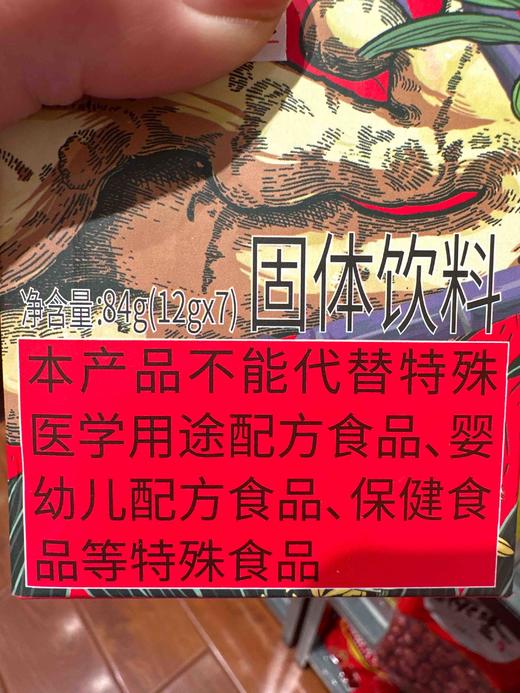 净含量:84g(12gx7) 固体饮料
本产品不能代替特殊
医学用途配方食品、婴
幼儿配方食品、保健食
品等特殊食品